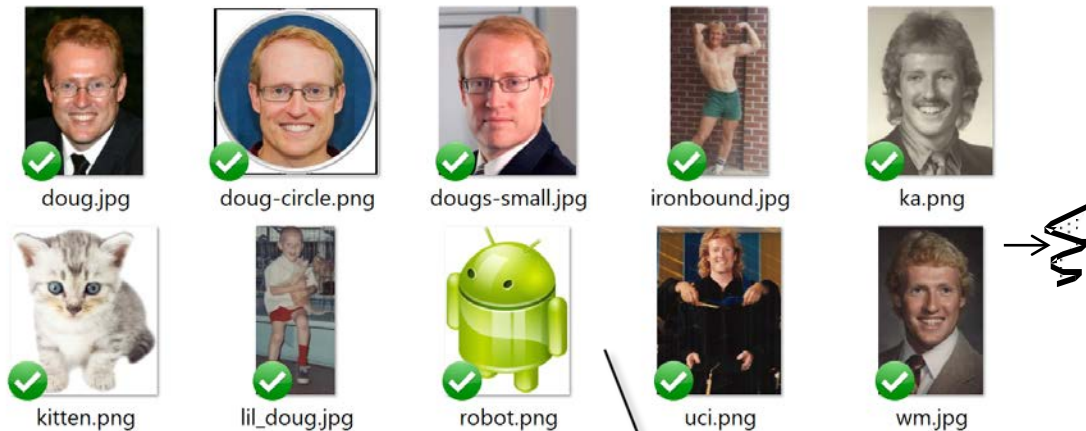 doug.jpg doug-circle.png dougs-small.jpg ironbound.jpg ka.png
kitten.png lil_doug.jpg robot.png uci.png wm.jpg